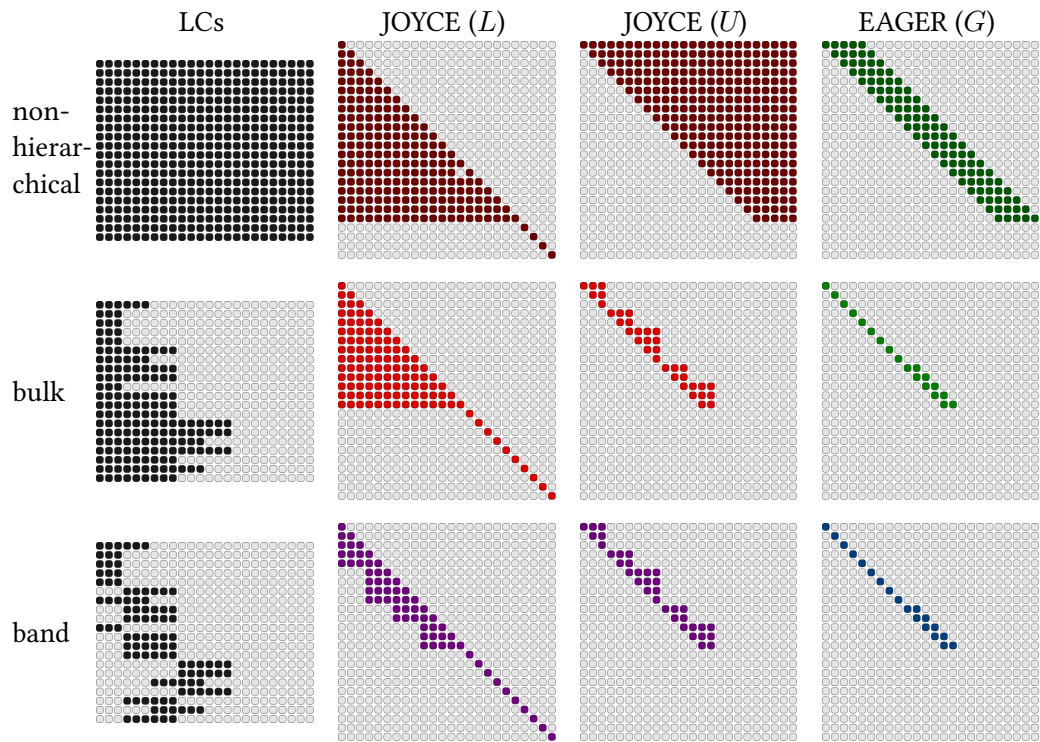 LCs JOYCE (L) JOYCE (U) EAGER (G)
non-
hierar-
chical
bulk
band